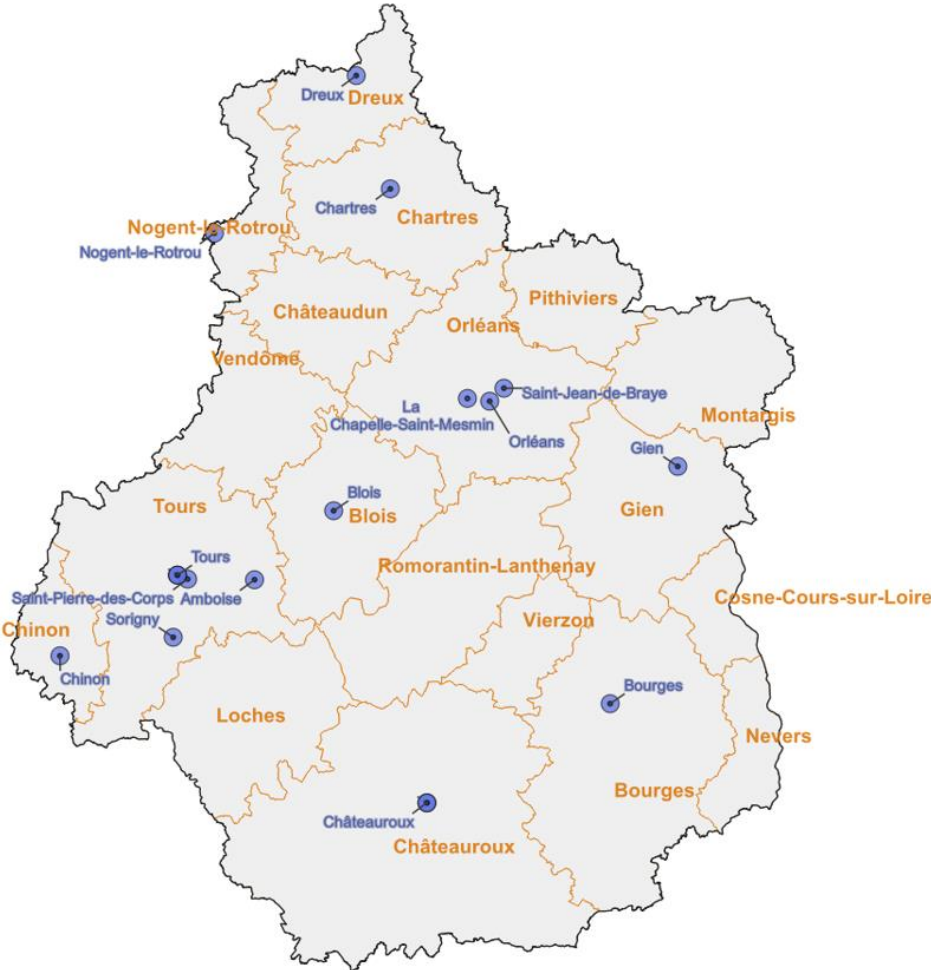 Dreux
Dreux
Chartres
Chartres
Nogent-le-Rotrou
Nogent-le-Rotrou
Pithiviers
Châteaudun
Orléans
Vendôme
Saint-Jean-de-Braye
La
Chapelle-Saint-Mesmin
Montargis
Orléans
Gien
Blois
Tours
Gien
Blois
Tours
Romorantin-Lanthenay
Saint-Pierre-des-Corps
Amboise
Cosne-Cours-sur-Loire
Sorigny
Vierzon
Chinon
Chinon
Bourges
Loches
Nevers
Bourges
Châteauroux
Châteauroux